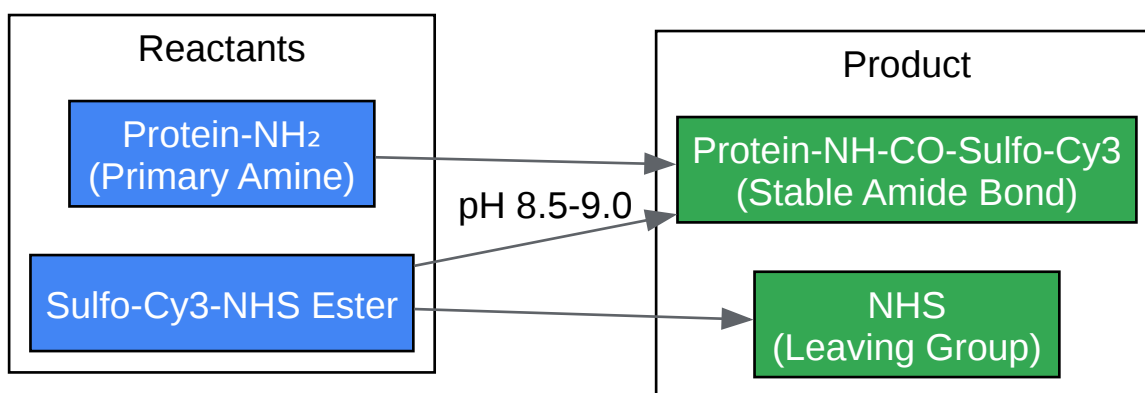 Reactants
Protein-NH₂
(Primary Amine)
Sulfo-Cy3-NHS Ester
pH 8.5-9.0
Product
Protein-NH-CO-Sulfo-Cy3
(Stable Amide Bond)
NHS
(Leaving Group)